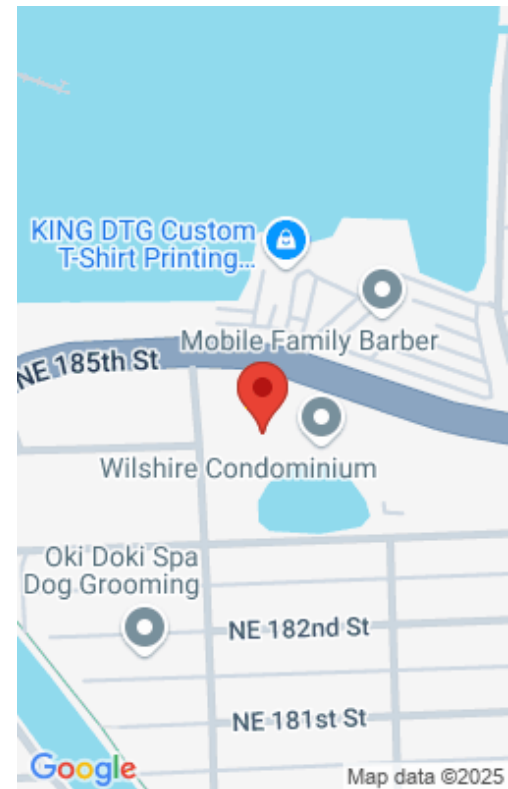 KING DTG Custom
T-Shirt Printing...
Mobile Family Barber
NE 185th St
Wilshire Condominium
Oki Doki Spa
Dog Grooming
NE 182nd St
NE 181st St
Google
Map data ©2025